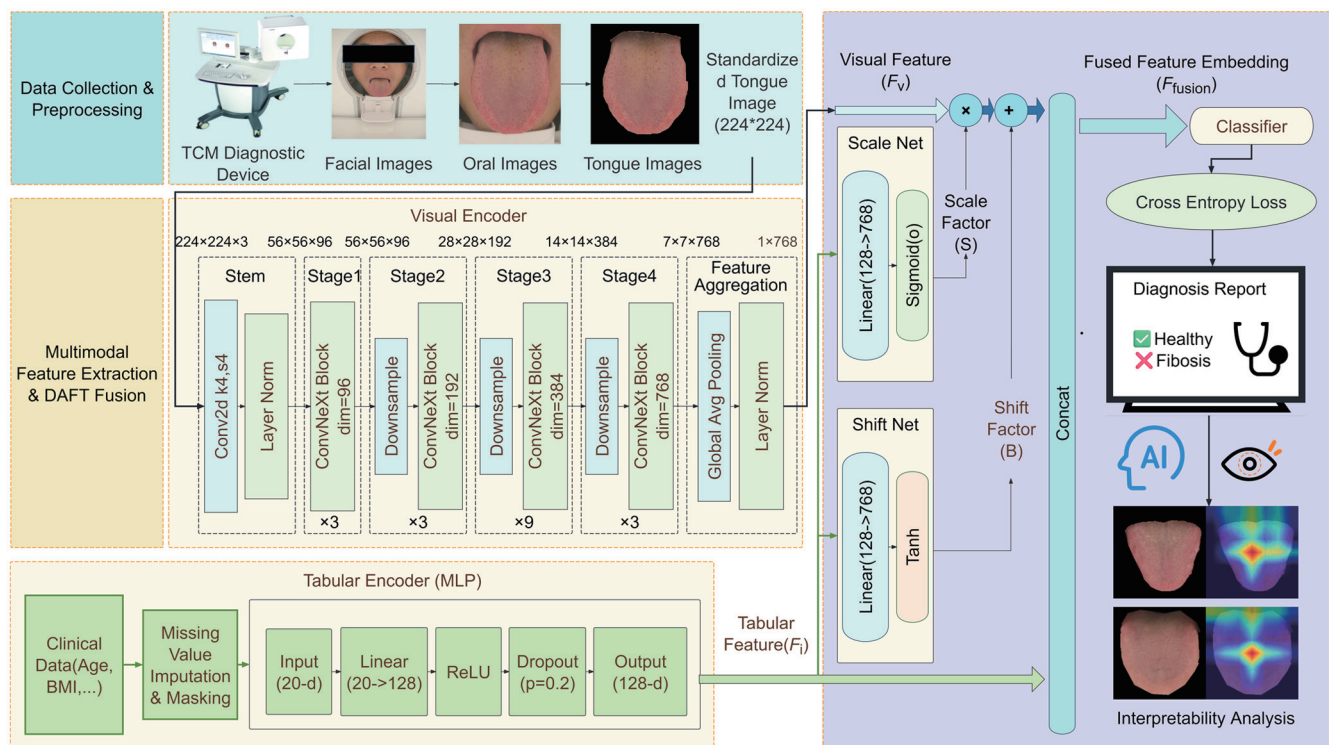 Data Collection &
Preprocessing
TCM Diagnostic
Device
Facial Images
Oral Images
Tongue Images
Standardize
d Tongue
Image
(224*224)
Multimodal
Feature Extraction
& DAFT Fusion
Visual Encoder
224×224×3
56×56×96
56×56×96
28×28×192
14×14×384
7×7×768
1×768
Stem
Conv2d k4,s4
Layer Norm
Stage1
ConvNeXt Block
dim=96
×3
Stage2
Downsample
ConvNeXt Block
dim=192
×3
Stage3
Downsample
ConvNeXt Block
dim=384
×9
Stage4
Downsample
ConvNeXt Block
dim=768
×3
Feature
Aggregation
Global Avg Pooling
Layer Norm
Tabular Encoder (MLP)
Clinical
Data(Age,
BMI,...)
Missing
Value
Imputation
& Masking
Input
(20-d)
Linear
(20->128)
ReLU
Dropout
(p=0.2)
Output
(128-d)
Tabular
Feature(Fi)
Visual Feature
(Fv)
×
+
Scale Net
Linear(128->768)
Sigmoid(o)
Scale
Factor
(S)
Shift Net
Linear(128->768)
Tanh
Shift
Factor
(B)
Concat
Fused Feature Embedding
(Ffusion)
Classifier
Cross Entropy Loss
Diagnosis Report
Healthy
Fibosis
AI
Interpretability Analysis